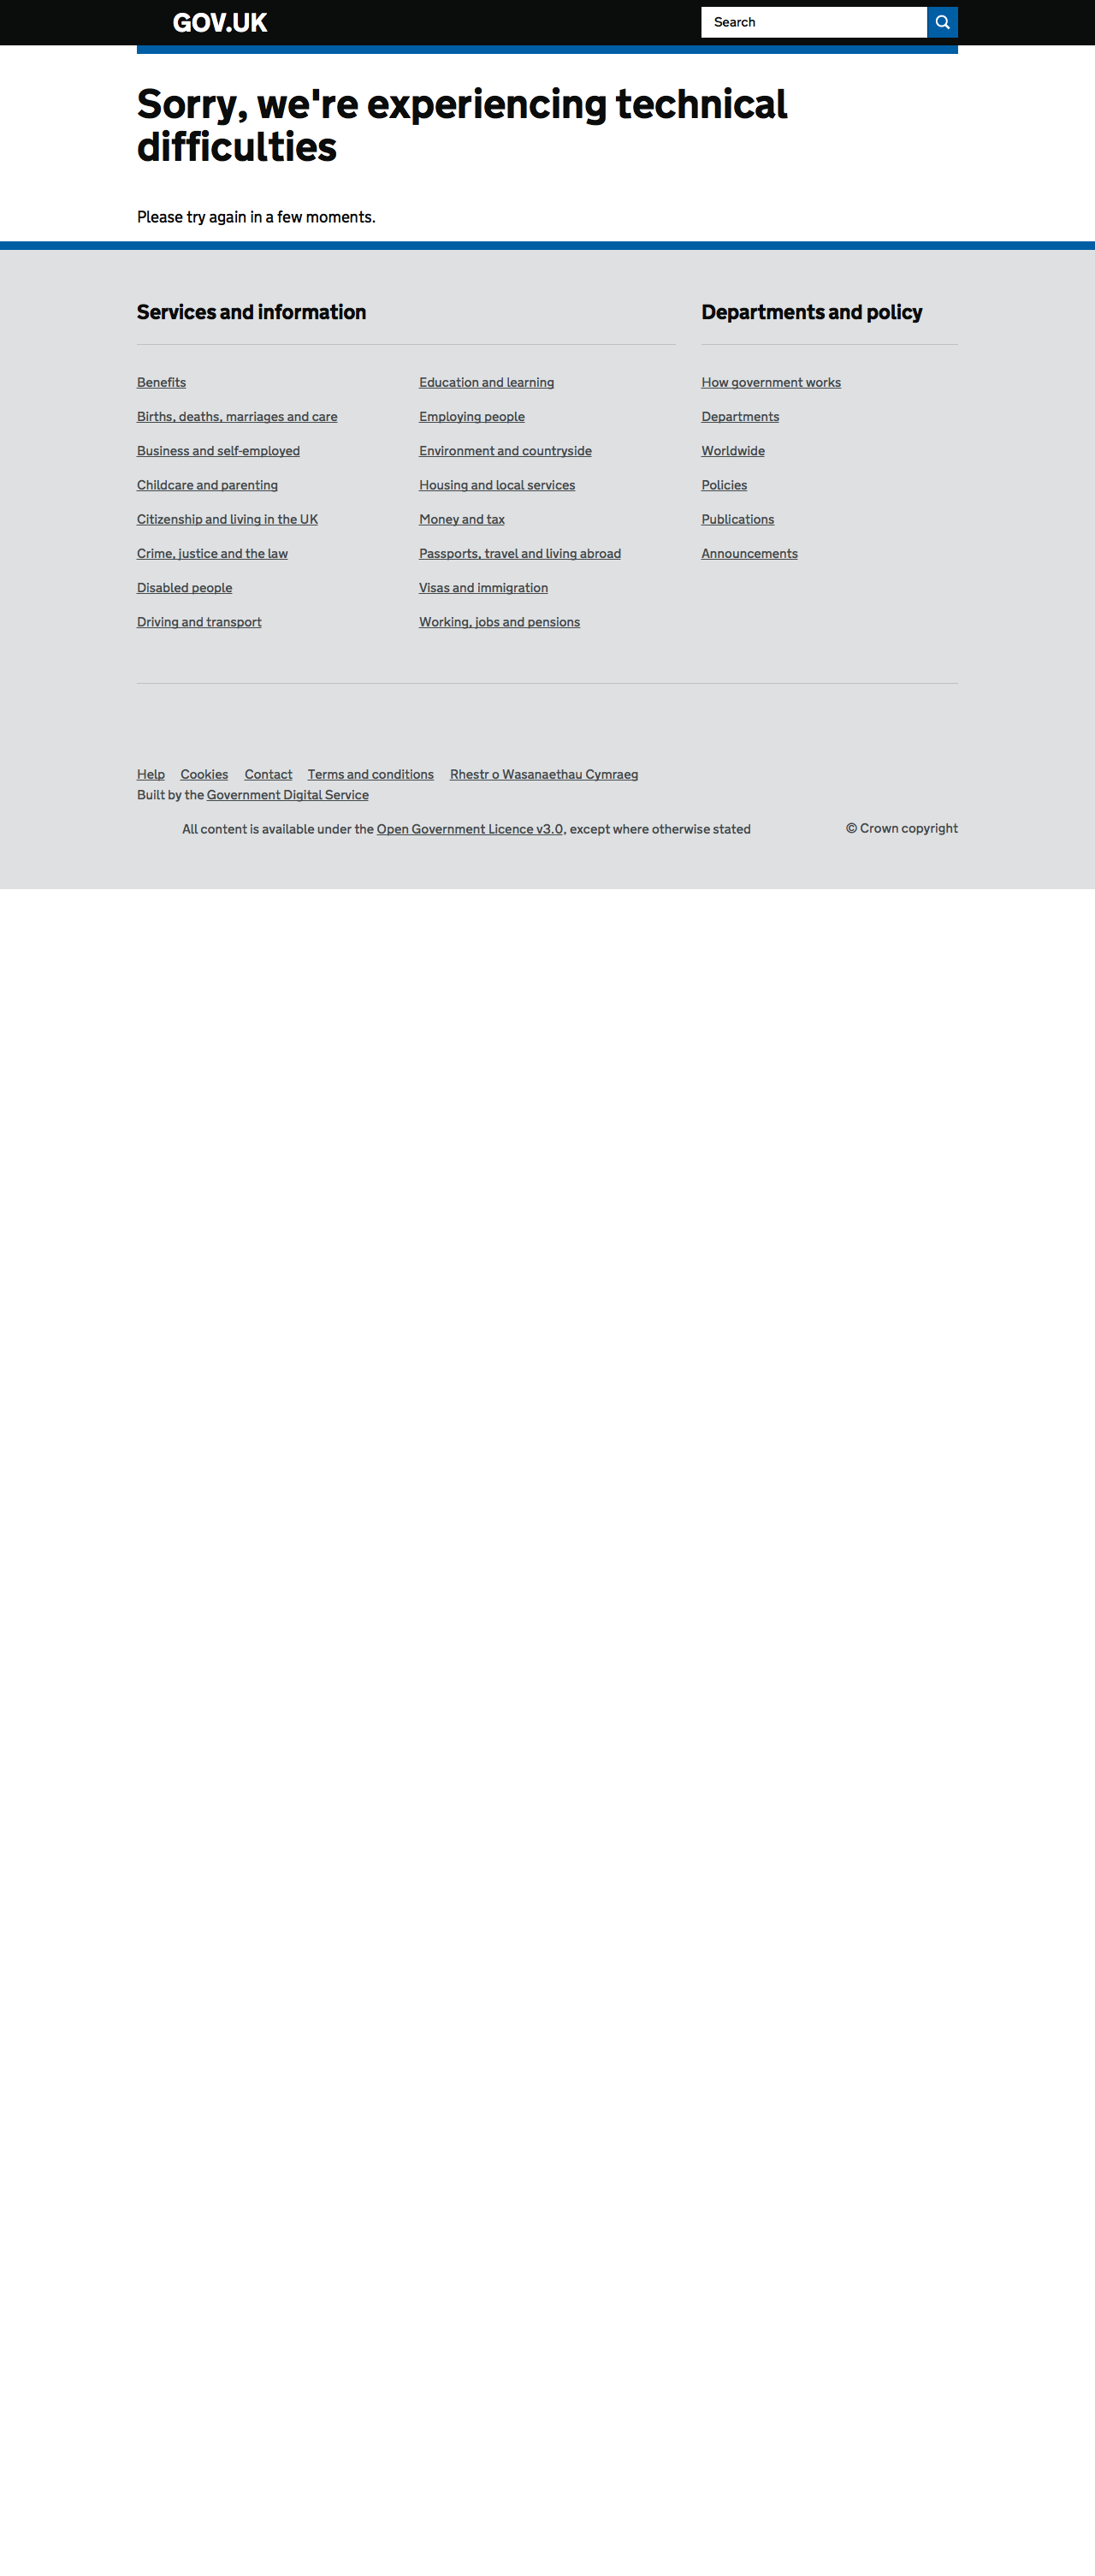 GOV.UK
Search
Sorry, we're experiencing technical
difficulties
Please try again in a few moments.
Services and information
Benefits
Births, deaths, marriages and care
Business and self-employed
Childcare and parenting
Citizenship and living in the UK
Crime, justice and the law
Disabled people
Driving and transport
Education and learning
Employing people
Environment and countryside
Housing and local services
Money and tax
Passports, travel and living abroad
Visas and immigration
Working, jobs and pensions
Departments and policy
How government works
Departments
Worldwide
Policies
Publications
Announcements
Help Cookies Contact Terms and conditions Rhestr o Wasanaethau Cymraeg
Built by the Government Digital Service
All content is available under the Open Government Licence v3.0, except where otherwise stated
© Crown copyright